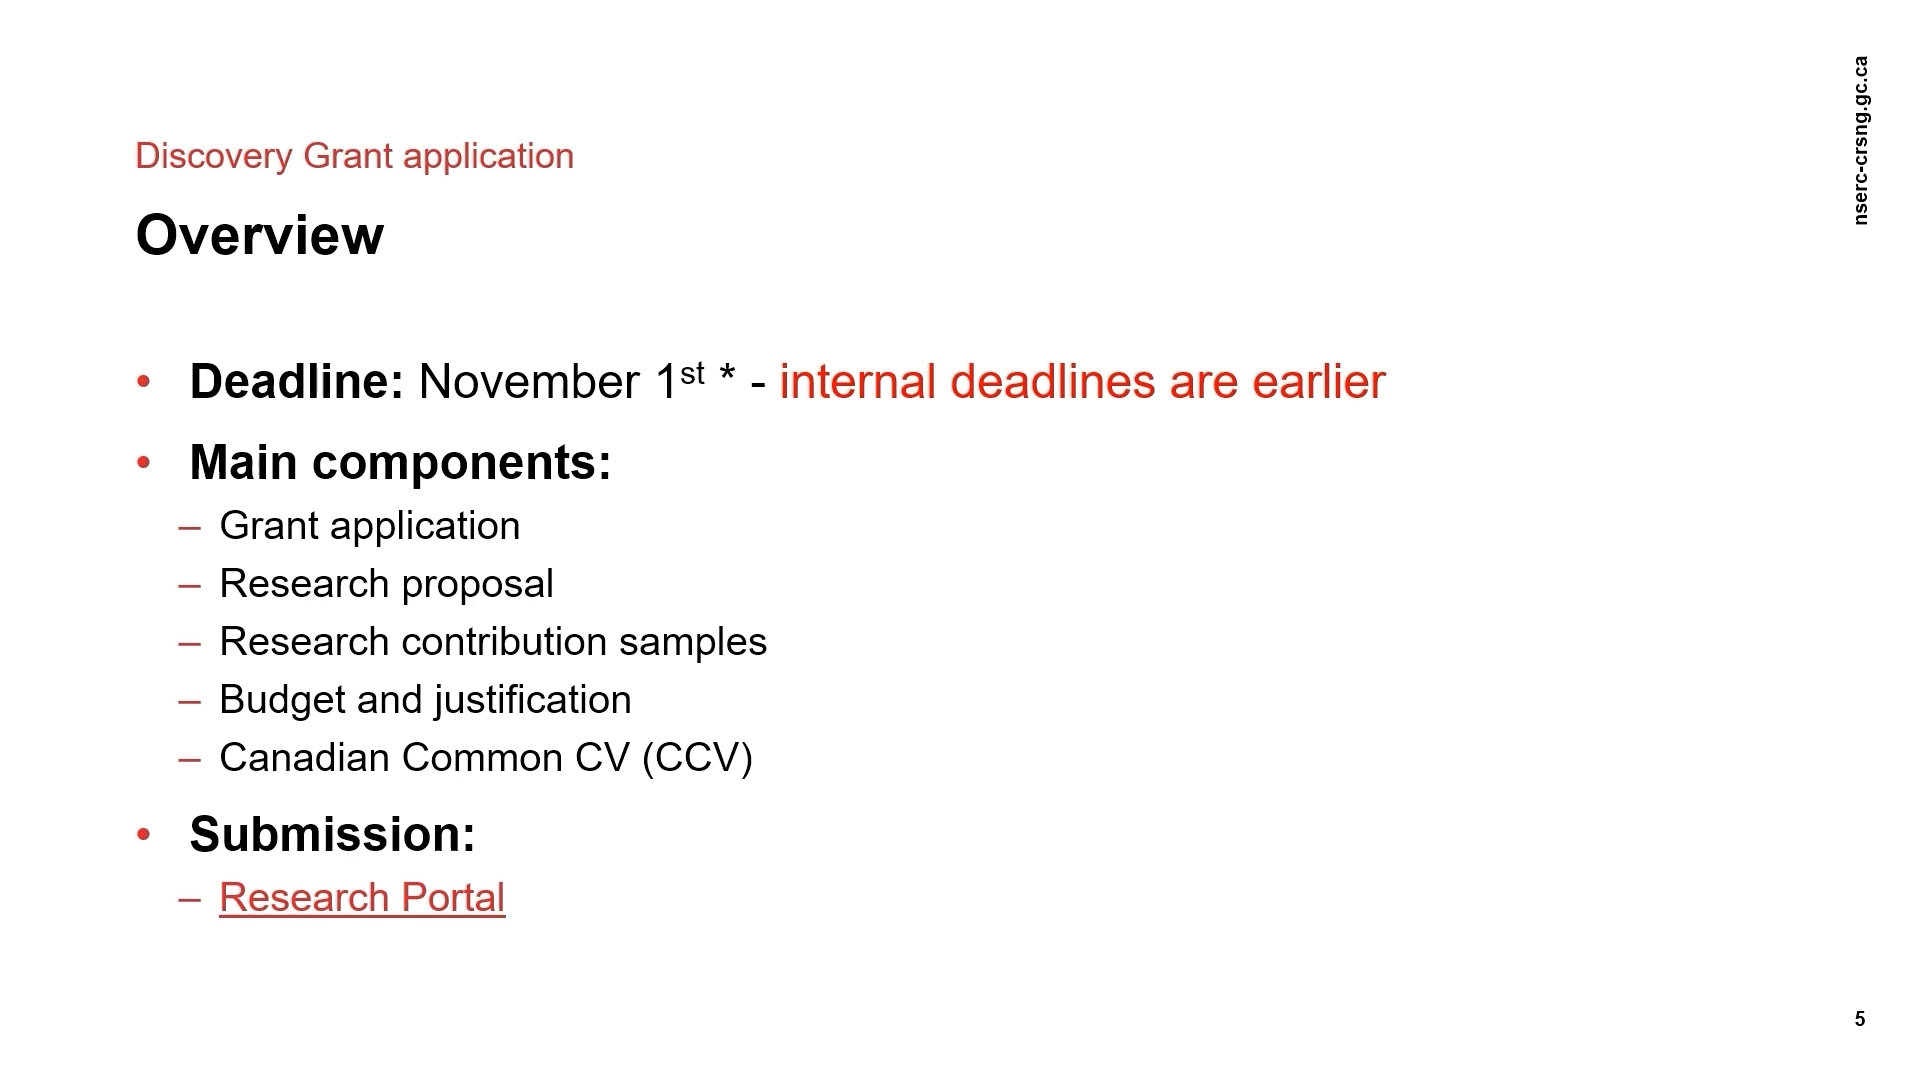 nserc-crsng.gc.ca
Discovery Grant application
Overview
• Deadline: November 1st * - internal deadlines are earlier
• Main components:
– Grant application
– Research proposal
– Research contribution samples
– Budget and justification
– Canadian Common CV (CCV)
• Submission:
– Research Portal
5